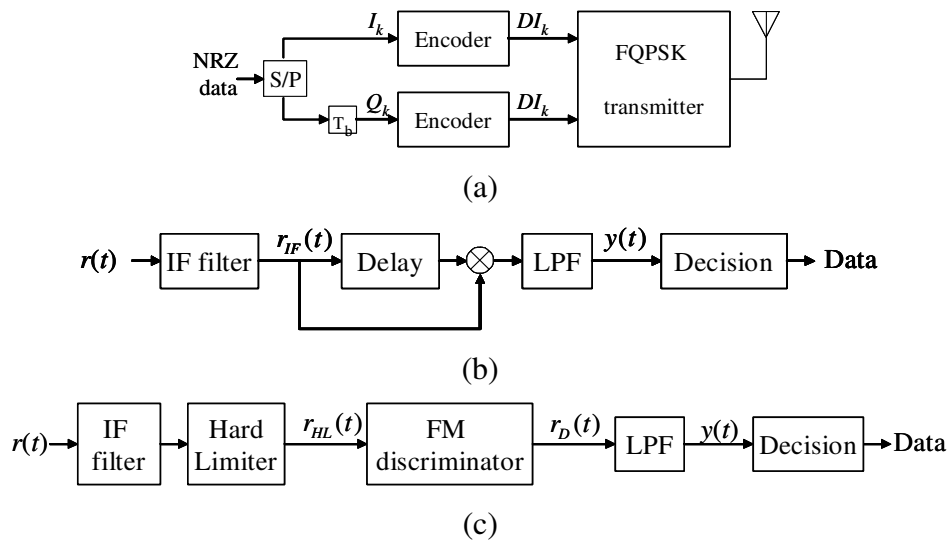 I_k
DI_k
Encoder
FQPSK
transmitter
NRZ
data
S/P
T_b
Q_k
DI_k
Encoder
(a)
r(t)
IF filter
r_IF(t)
Delay
LPF
y(t)
Decision
Data
(b)
r(t)
IF
filter
Hard
Limiter
r_HL(t)
FM
discriminator
r_D(t)
LPF
y(t)
Decision
Data
(c)